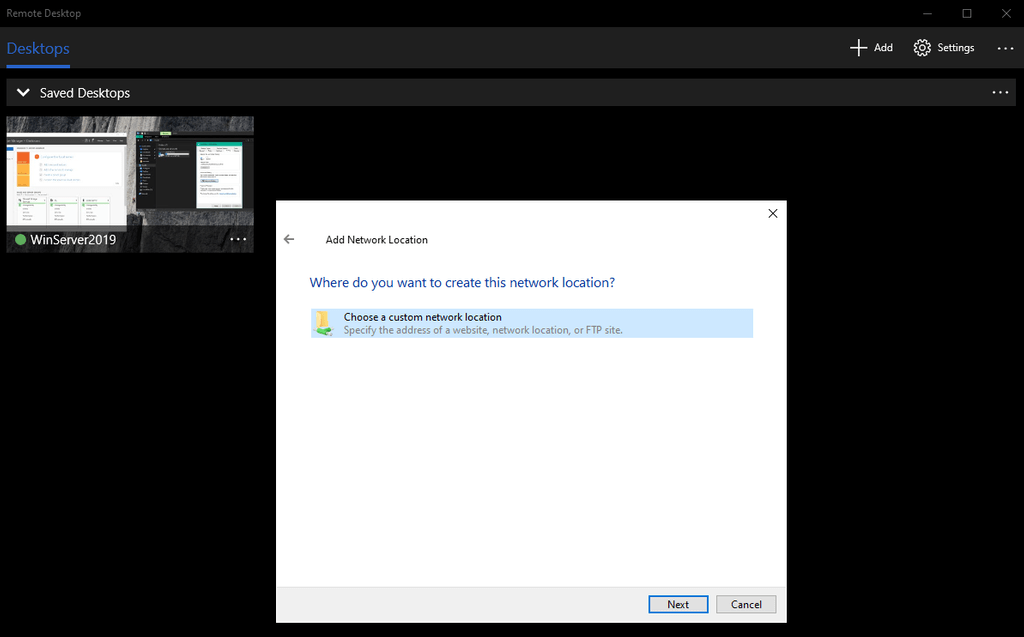 Remote Desktop
Desktops
Add
Settings
Saved Desktops
WinServer2019
Add Network Location
Where do you want to create this network location?
Choose a custom network location
Specify the address of a website, network location, or FTP site.
Next
Cancel